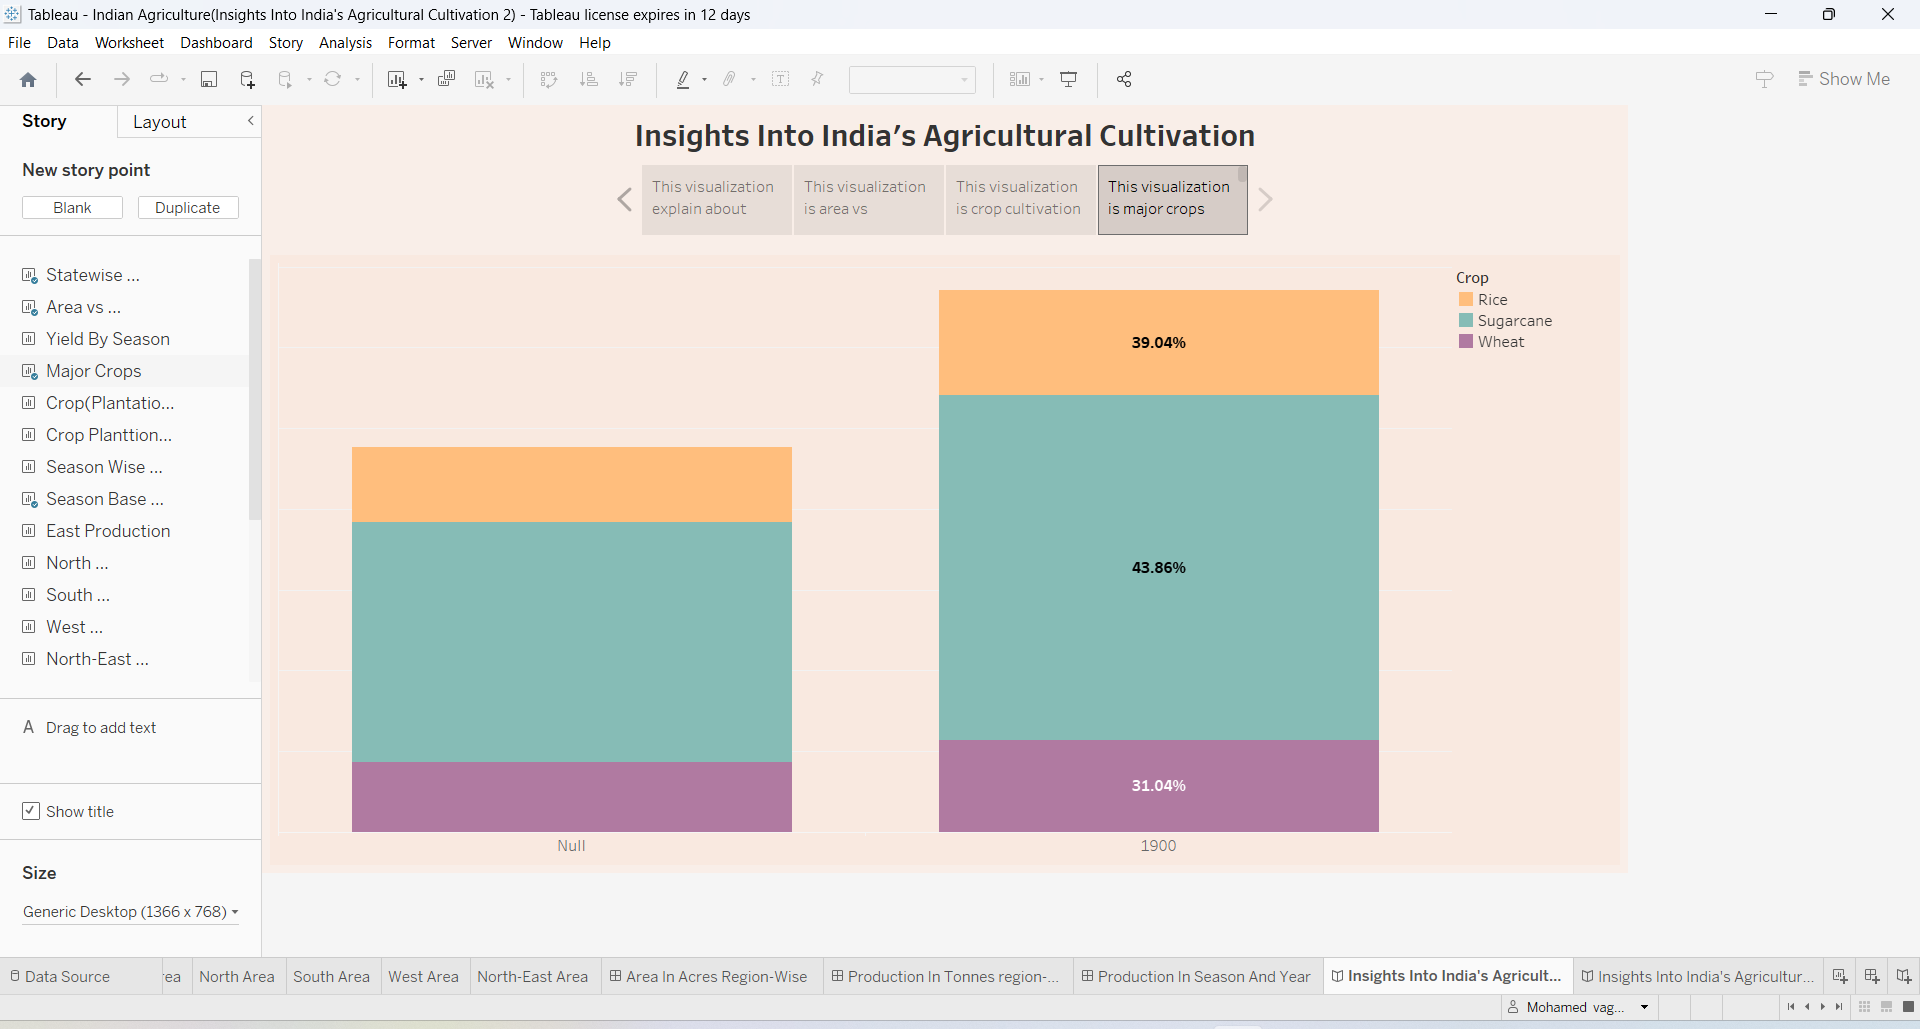 Tableau - Indian Agriculture(Insights Into India's Agricultural Cultivation 2) - Tableau license expires in 12 days
File Data Worksheet Dashboard Story Analysis Format Server Window Help
Show Me
Story Layout
New story point
Blank Duplicate
Statewise ...
Area vs ...
Yield By Season
Major Crops
Crop(Plantatio...
Crop Planttion...
Season Wise ...
Season Base ...
East Production
North ...
South ...
West ...
North-East ...
A Drag to add text
Show title
Size
Generic Desktop (1366 x 768)
Insights Into India’s Agricultural Cultivation
This visualization
explain about
This visualization
is area vs
This visualization
is crop cultivation
This visualization
is major crops
39.04%
43.86%
31.04%
Null
1900
Crop
Rice
Sugarcane
Wheat
Data Source rea North Area South Area West Area North-East Area Area In Acres Region-Wise Production In Tonnes region-... Production In Season And Year Insights Into India's Agricult... Insights Into India's Agricultur...
Mohamed vag...